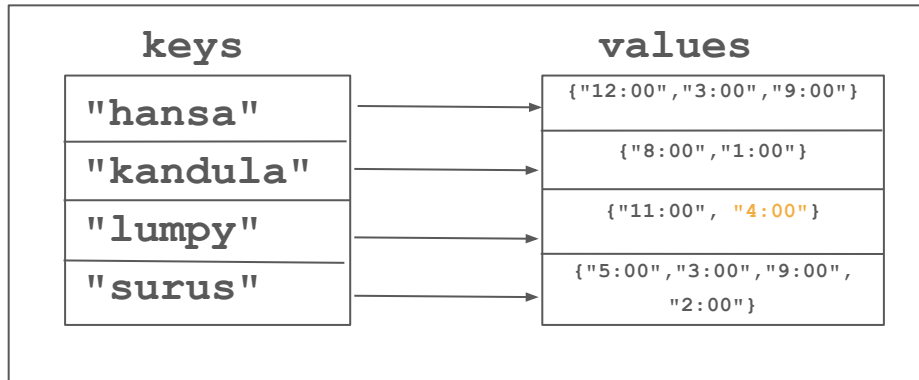 keys values
"hansa" {"12:00","3:00","9:00"}
"kandula" {"8:00","1:00"}
"lumpy" {"11:00", "4:00"}
"surus" {"5:00","3:00","9:00",
"2:00"}